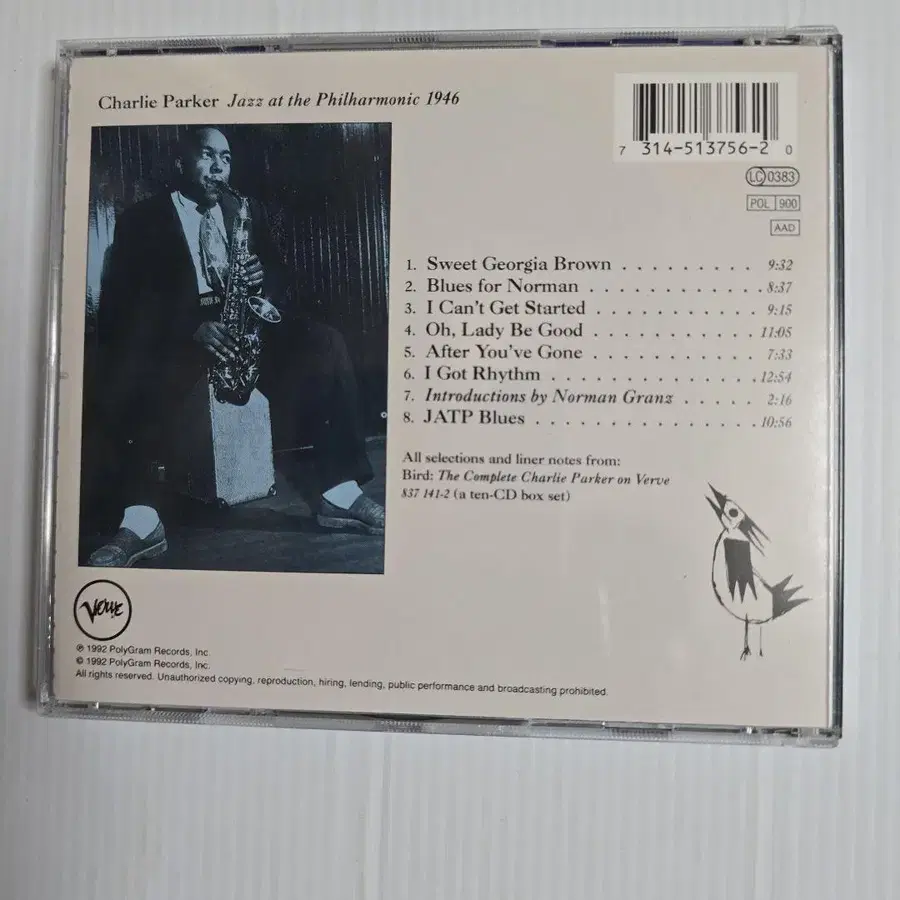 Charlie Parker Jazz at the Philharmonic 1946
7 314-513756-2 0
LC 0383
POL 900
AAD
1. Sweet Georgia Brown . . . . . . . . 9:32
2. Blues for Norman . . . . . . . . . . 8:37
3. I Can't Get Started . . . . . . . . . . 9:15
4. Oh, Lady Be Good . . . . . . . . . . 11:05
5. After You've Gone . . . . . . . . . . 7:33
6. I Got Rhythm . . . . . . . . . . . . . 12:54
7. Introductions by Norman Granz . . . . . 2:16
8. JATP Blues . . . . . . . . . . . . . . 10:56
All selections and liner notes from:
Bird: The Complete Charlie Parker on Verve
837 141-2 (a ten-CD box set)
Verve
℗ 1992 PolyGram Records, Inc.
© 1992 PolyGram Records, Inc.
All rights reserved. Unauthorized copying, reproduction, hiring, lending, public performance and broadcasting prohibited.